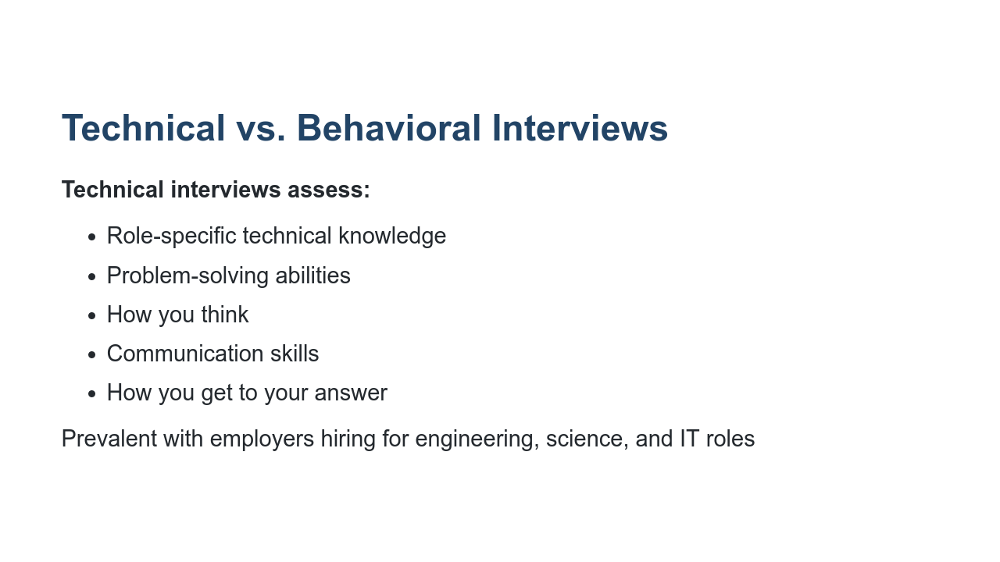 Technical vs. Behavioral Interviews
Technical interviews assess:
• Role-specific technical knowledge
• Problem-solving abilities
• How you think
• Communication skills
• How you get to your answer
Prevalent with employers hiring for engineering, science, and IT roles